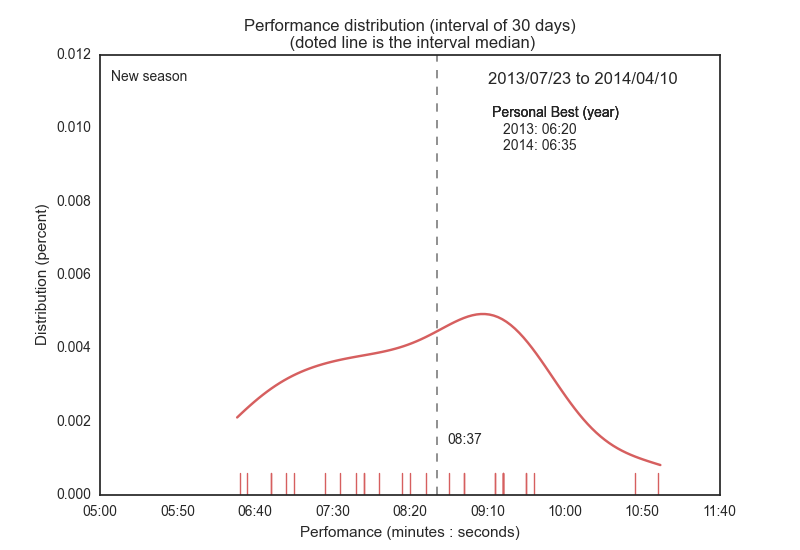 Performance distribution (interval of 30 days)
(doted line is the interval median)
0.012
New season
2013/07/23 to 2014/04/10
Personal Best (year)
2013: 06:20
2014: 06:35
0.010
0.008
0.006
0.004
0.002
0.000
Distribution (percent)
08:37
05:00 05:50 06:40 07:30 08:20 09:10 10:00 10:50 11:40
Perfomance (minutes : seconds)